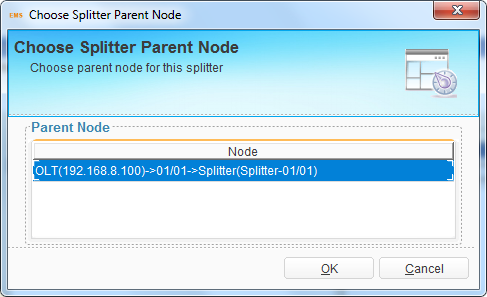 EMS Choose Splitter Parent Node
Choose Splitter Parent Node
Choose parent node for this splitter
Parent Node
Node
OLT(192.168.8.100)->01/01->Splitter(Splitter-01/01)
OK Cancel